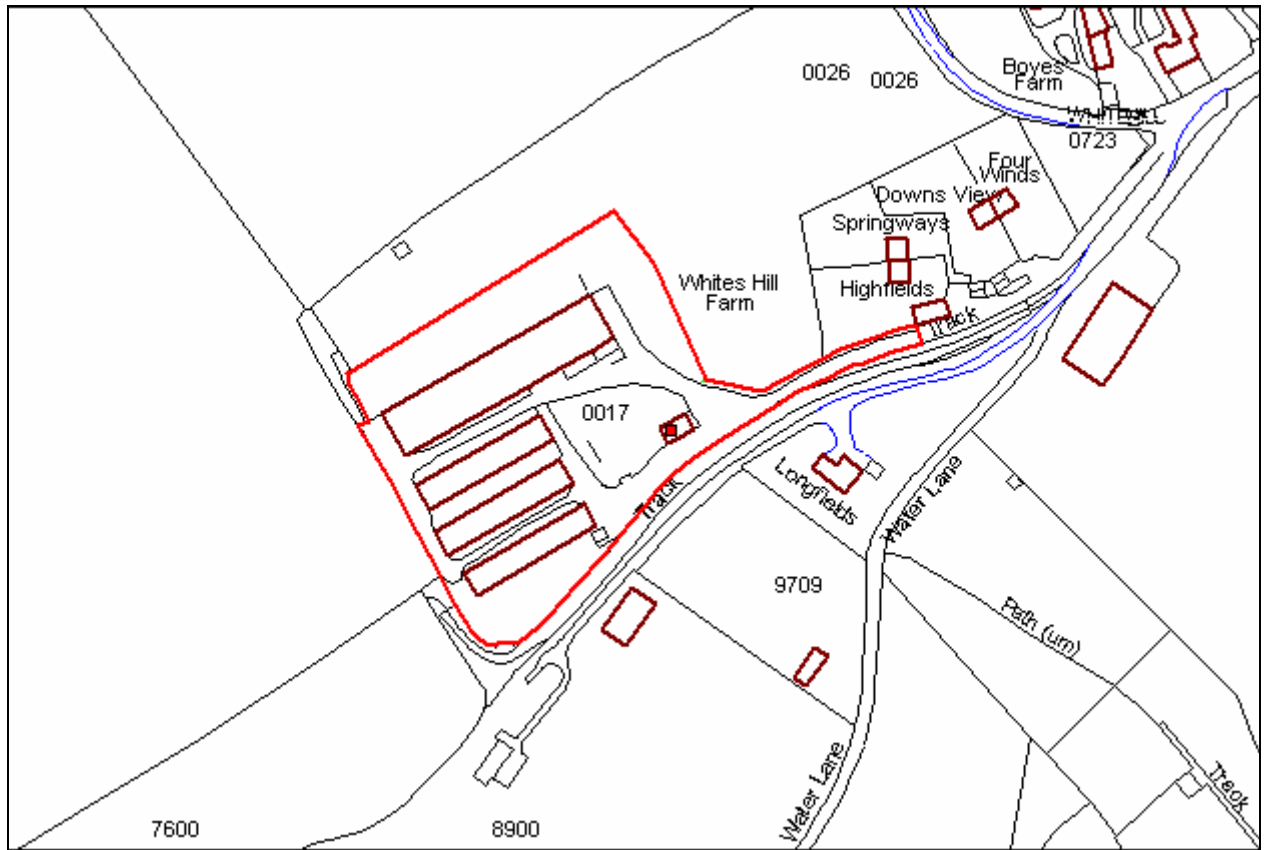 0026
0026
Boyes'
Farm
0723
Four
Winds
Downs View
Springways
Highfields
Whites Hill
Farm
Track
0017
Track
Longfields
Water Lane
9709
Path (um)
Water Lane
Track
7600
8900